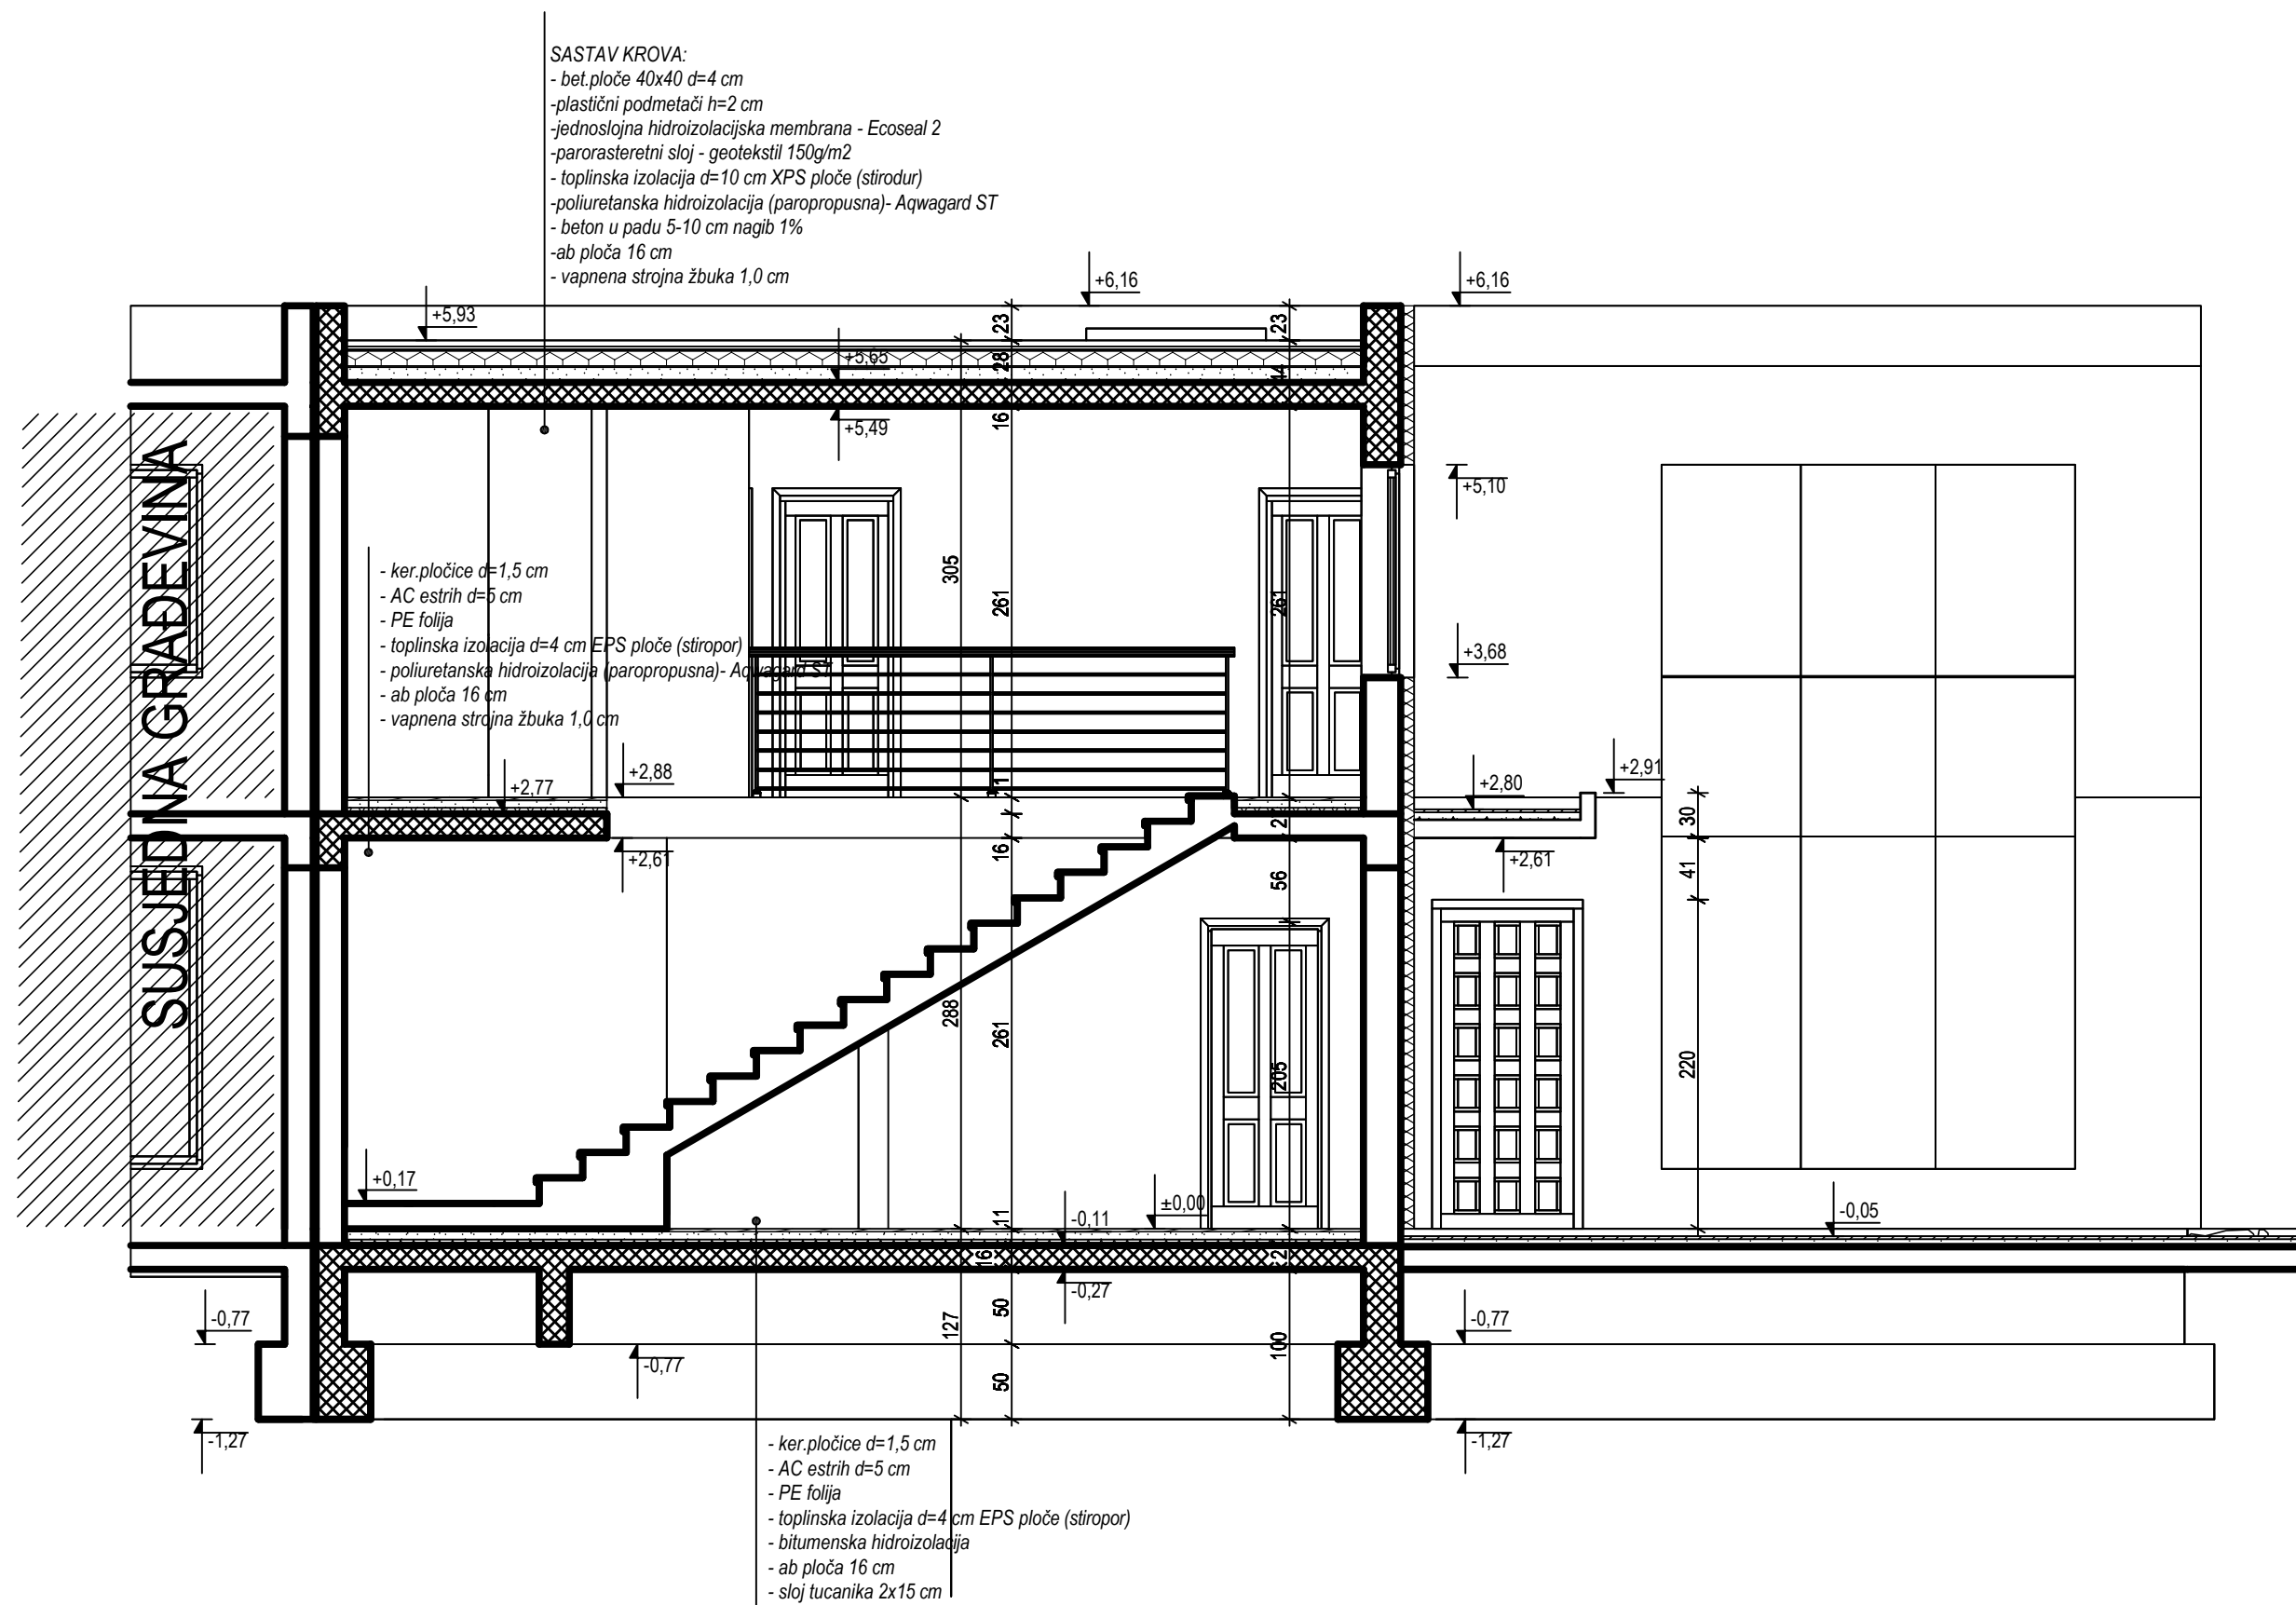 SASTAV KROVA:
- bet.ploče 40x40 d=4 cm
-plastični podmetači h=2 cm
-jednoslojna hidroizolacijska membrana - Ecoseal 2
-parorasteretni sloj - geotekstil 150g/m2
- toplinska izolacija d=10 cm XPS ploče (stirodur)
-poliuretanska hidroizolacija (paropropusna)- Aqwagard ST
- beton u padu 5-10 cm nagib 1%
-ab ploča 16 cm
- vapnena strojna žbuka 1,0 cm
+6,16
+6,16
+5,93
23
23
28
44
+5,65
16
+5,49
+5,10
SUSJEDNA GRAĐEVINA
- ker.pločice d=1,5 cm
- AC estrih d=5 cm
- PE folija
- toplinska izolacija d=4 cm EPS ploče (stiropor)
- poliuretanska hidroizolacija (paropropusna)- Aqwagard ST
- ab ploča 16 cm
- vapnena strojna žbuka 1,0 cm
305
261
261
+3,68
+2,77
+2,88
+2,80
+2,91
30
16
+2,61
+2,61
56
41
288
261
205
220
+0,17
11
-0,11
±0,00
-0,05
16
-0,27
-0,77
127
50
100
-0,77
-0,77
50
-1,27
-1,27
- ker.pločice d=1,5 cm
- AC estrih d=5 cm
- PE folija
- toplinska izolacija d=4 cm EPS ploče (stiropor)
- bitumenska hidroizolacija
- ab ploča 16 cm
- sloj tucanika 2x15 cm